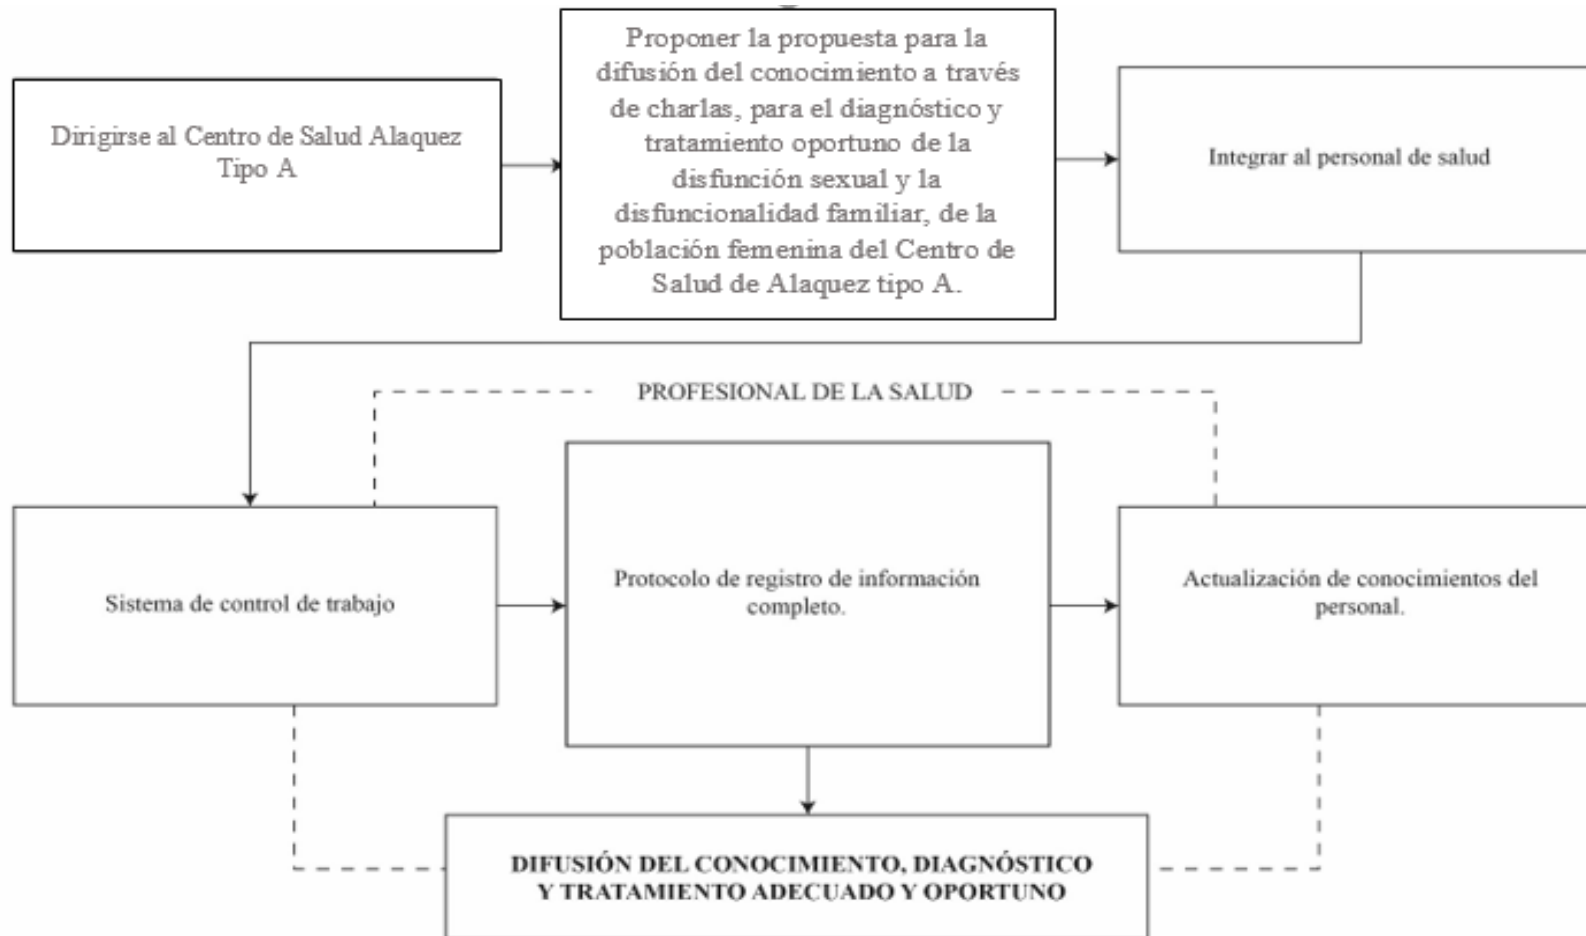 Dirigirse al Centro de Salud Alaquez
Tipo A
Proponer la propuesta para la
difusión del conocimiento a través
de charlas, para el diagnóstico y
tratamiento oportuno de la
disfunción sexual y la
disfuncionalidad familiar, de la
población femenina del Centro de
Salud de Alaquez tipo A.
Integrar al personal de salud
PROFESIONAL DE LA SALUD
Sistema de control de trabajo
Protocolo de registro de información
completo.
Actualización de conocimientos del
personal.
DIFUSIÓN DEL CONOCIMIENTO, DIAGNÓSTICO
Y TRATAMIENTO ADECUADO Y OPORTUNO